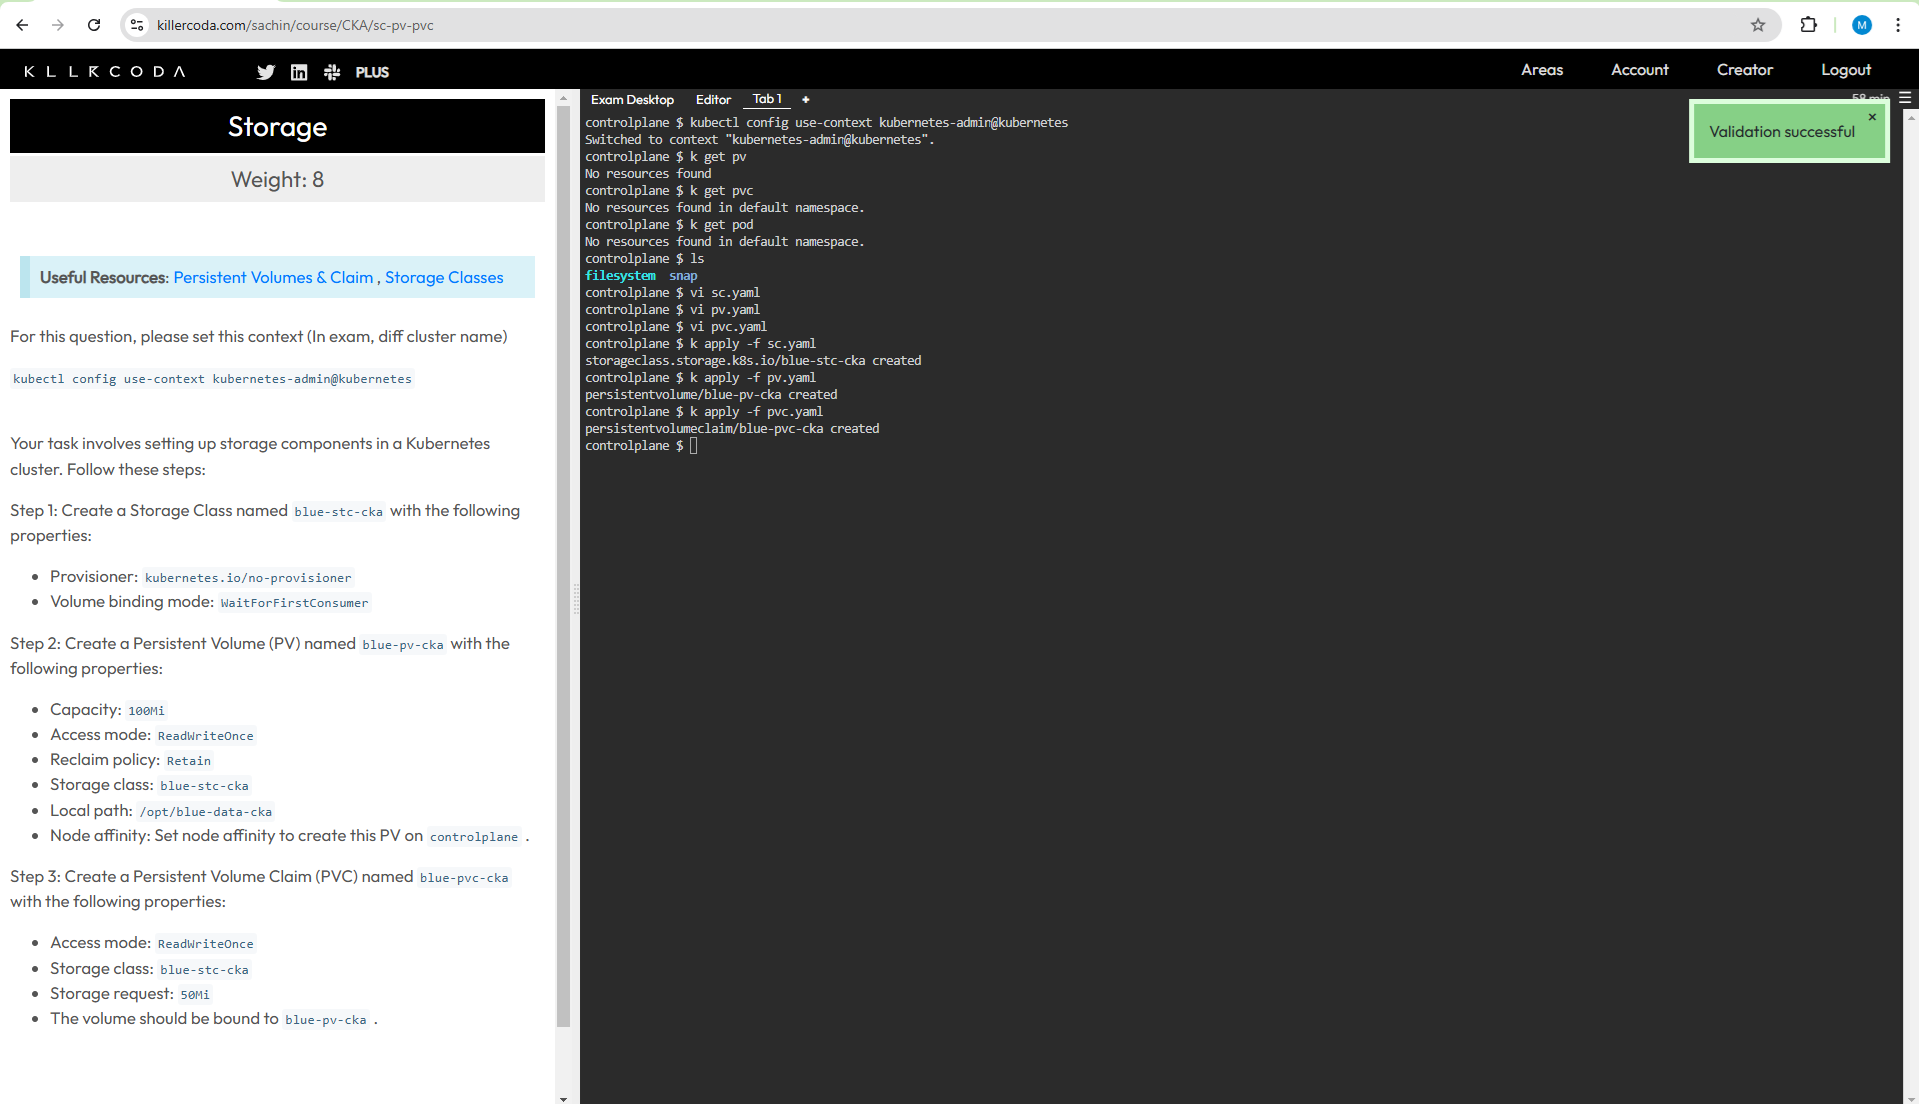 killercoda.com/sachin/course/CKA/sc-pv-pvc
M
KLLRCODA
PLUS
Areas
Account
Creator
Logout
Storage
Weight: 8
Useful Resources: Persistent Volumes & Claim , Storage Classes
For this question, please set this context (In exam, diff cluster name)
kubectl config use-context kubernetes-admin@kubernetes
Your task involves setting up storage components in a Kubernetes
cluster. Follow these steps:
Step 1: Create a Storage Class named blue-stc-cka with the following
properties:
Provisioner: kubernetes.io/no-provisioner
Volume binding mode: WaitForFirstConsumer
Step 2: Create a Persistent Volume (PV) named blue-pv-cka with the
following properties:
Capacity: 100Mi
Access mode: ReadWriteOnce
Reclaim policy: Retain
Storage class: blue-stc-cka
Local path: /opt/blue-data-cka
Node affinity: Set node affinity to create this PV on controlplane .
Step 3: Create a Persistent Volume Claim (PVC) named blue-pvc-cka
with the following properties:
Access mode: ReadWriteOnce
Storage class: blue-stc-cka
Storage request: 50Mi
The volume should be bound to blue-pv-cka .
Exam Desktop
Editor
Tab 1
+
58 min
Validation successful
×
controlplane $ kubectl config use-context kubernetes-admin@kubernetes
Switched to context "kubernetes-admin@kubernetes".
controlplane $ k get pv
No resources found
controlplane $ k get pvc
No resources found in default namespace.
controlplane $ k get pod
No resources found in default namespace.
controlplane $ ls
filesystem  snap
controlplane $ vi sc.yaml
controlplane $ vi pv.yaml
controlplane $ vi pvc.yaml
controlplane $ k apply -f sc.yaml
storageclass.storage.k8s.io/blue-stc-cka created
controlplane $ k apply -f pv.yaml
persistentvolume/blue-pv-cka created
controlplane $ k apply -f pvc.yaml
persistentvolumeclaim/blue-pvc-cka created
controlplane $